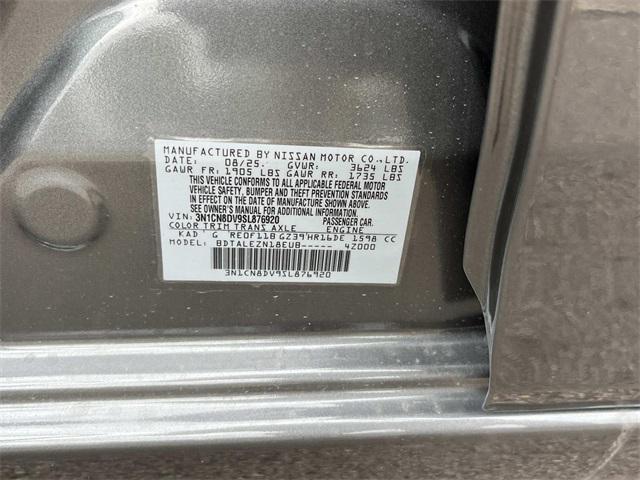 MANUFACTURED BY NISSAN MOTOR CO., LTD.
DATE: 08/25. GVWR: 3624 LBS
GAWR FR: 1905 LBS GAWR RR: 1735 LBS
THIS VEHICLE CONFORMS TO ALL APPLICABLE FEDERAL MOTOR
VEHICLE SAFETY, BUMPER AND THEFT PREVENTION STANDARDS
IN EFFECT ON THE DATE OF MANUFACTURE SHOWN ABOVE.
SEE OWNER'S MANUAL FOR ADDITIONAL INFORMATION.
VIN: 3N1CN8DV9SL876920 PASSENGER CAR.
COLOR TRIM TRANS AXLE ENGINE
KAD G RE0F11B GZ39 HR16DE 1598 CC
MODEL: BDTALEZN18EUB----- 4Z000
3N1CN8DV9SL876920